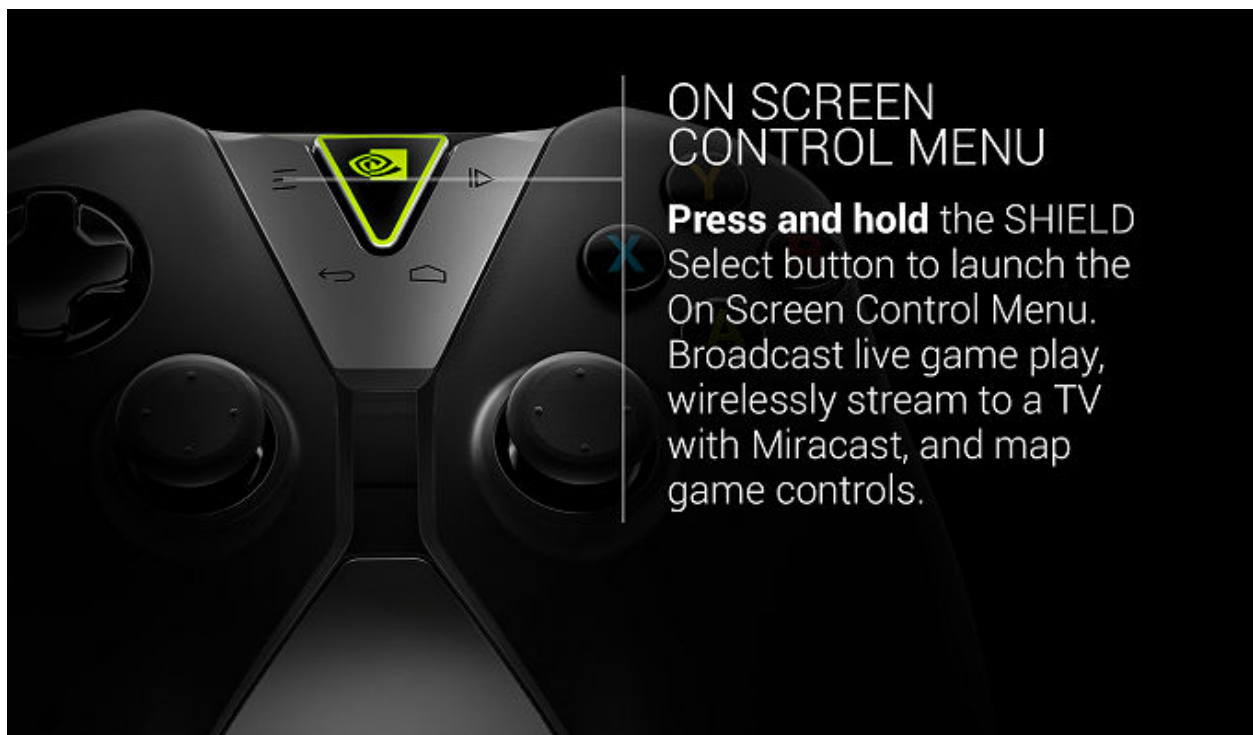 ON SCREEN
CONTROL MENU
Press and hold the SHIELD
Select button to launch the
On Screen Control Menu.
Broadcast live game play,
wirelessly stream to a TV
with Miracast, and map
game controls.
Y
X
B
A